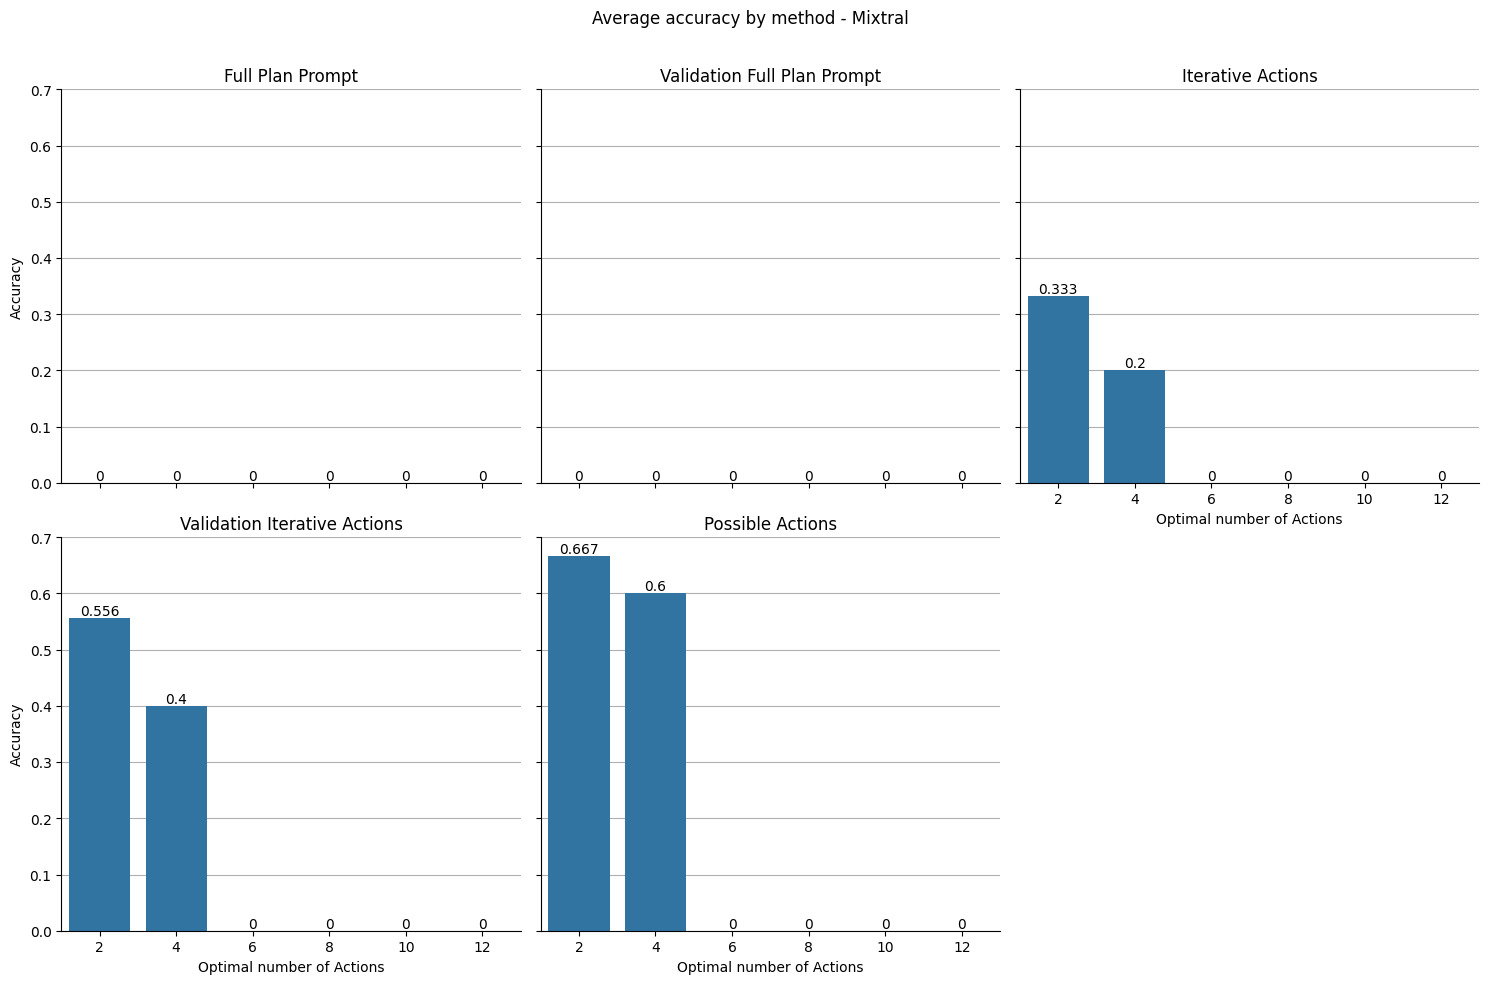 Average accuracy by method - Mixtral
Full Plan Prompt
Validation Full Plan Prompt
Iterative Actions
0.7
0.6
0.5
0.4
0.3
0.2
0.1
0.0
Accuracy
0 0 0 0 0 0
0 0 0 0 0 0
0.333
0.2
0 0 0 0
2 4 6 8 10 12
Optimal number of Actions
Validation Iterative Actions
Possible Actions
0.7
0.6
0.5
0.4
0.3
0.2
0.1
0.0
Accuracy
0.556
0.4
0 0 0 0
2 4 6 8 10 12
Optimal number of Actions
0.667
0.6
0 0 0 0
2 4 6 8 10 12
Optimal number of Actions